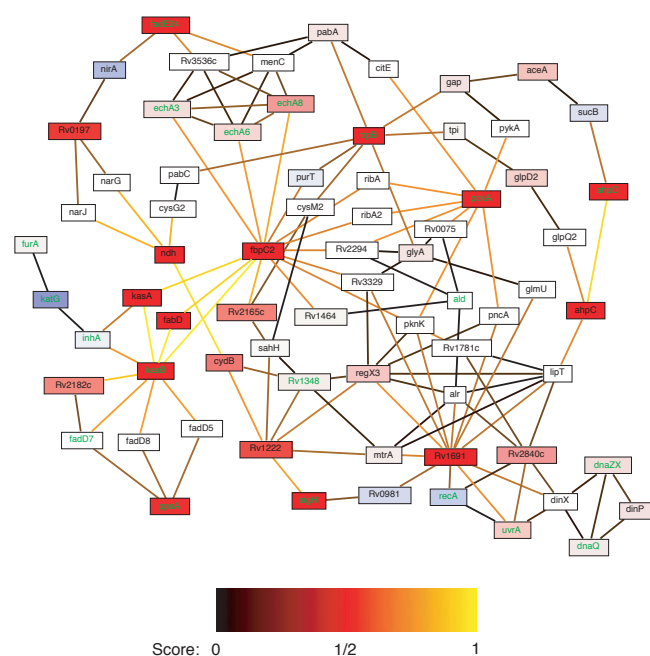 pabA
Rv3536c
menC
nirA
citE
gap
aceA
echA3
echA8
sucB
Rv0197
echA6
tpi
pykA
narG
pabC
purT
ribA
glpD2
narJ
cysG2
cysM2
ribA2
Rv0075
glpQ2
furA
ndh
fbpC2
Rv2294
glyA
katG
kasA
Rv3329
glmU
fabD
Rv2165c
Rv1464
ald
pncA
ahpC
inhA
pknK
sahH
Rv1781c
cydB
Rv2182c
Rv1348
regX3
lipT
alr
fadD7
fadD8
fadD5
Rv1222
mtrA
Rv1691
Rv2840c
dnaZX
Rv0981
recA
dinX
dinP
uvrA
dnaQ
Score: 0 1/2 1